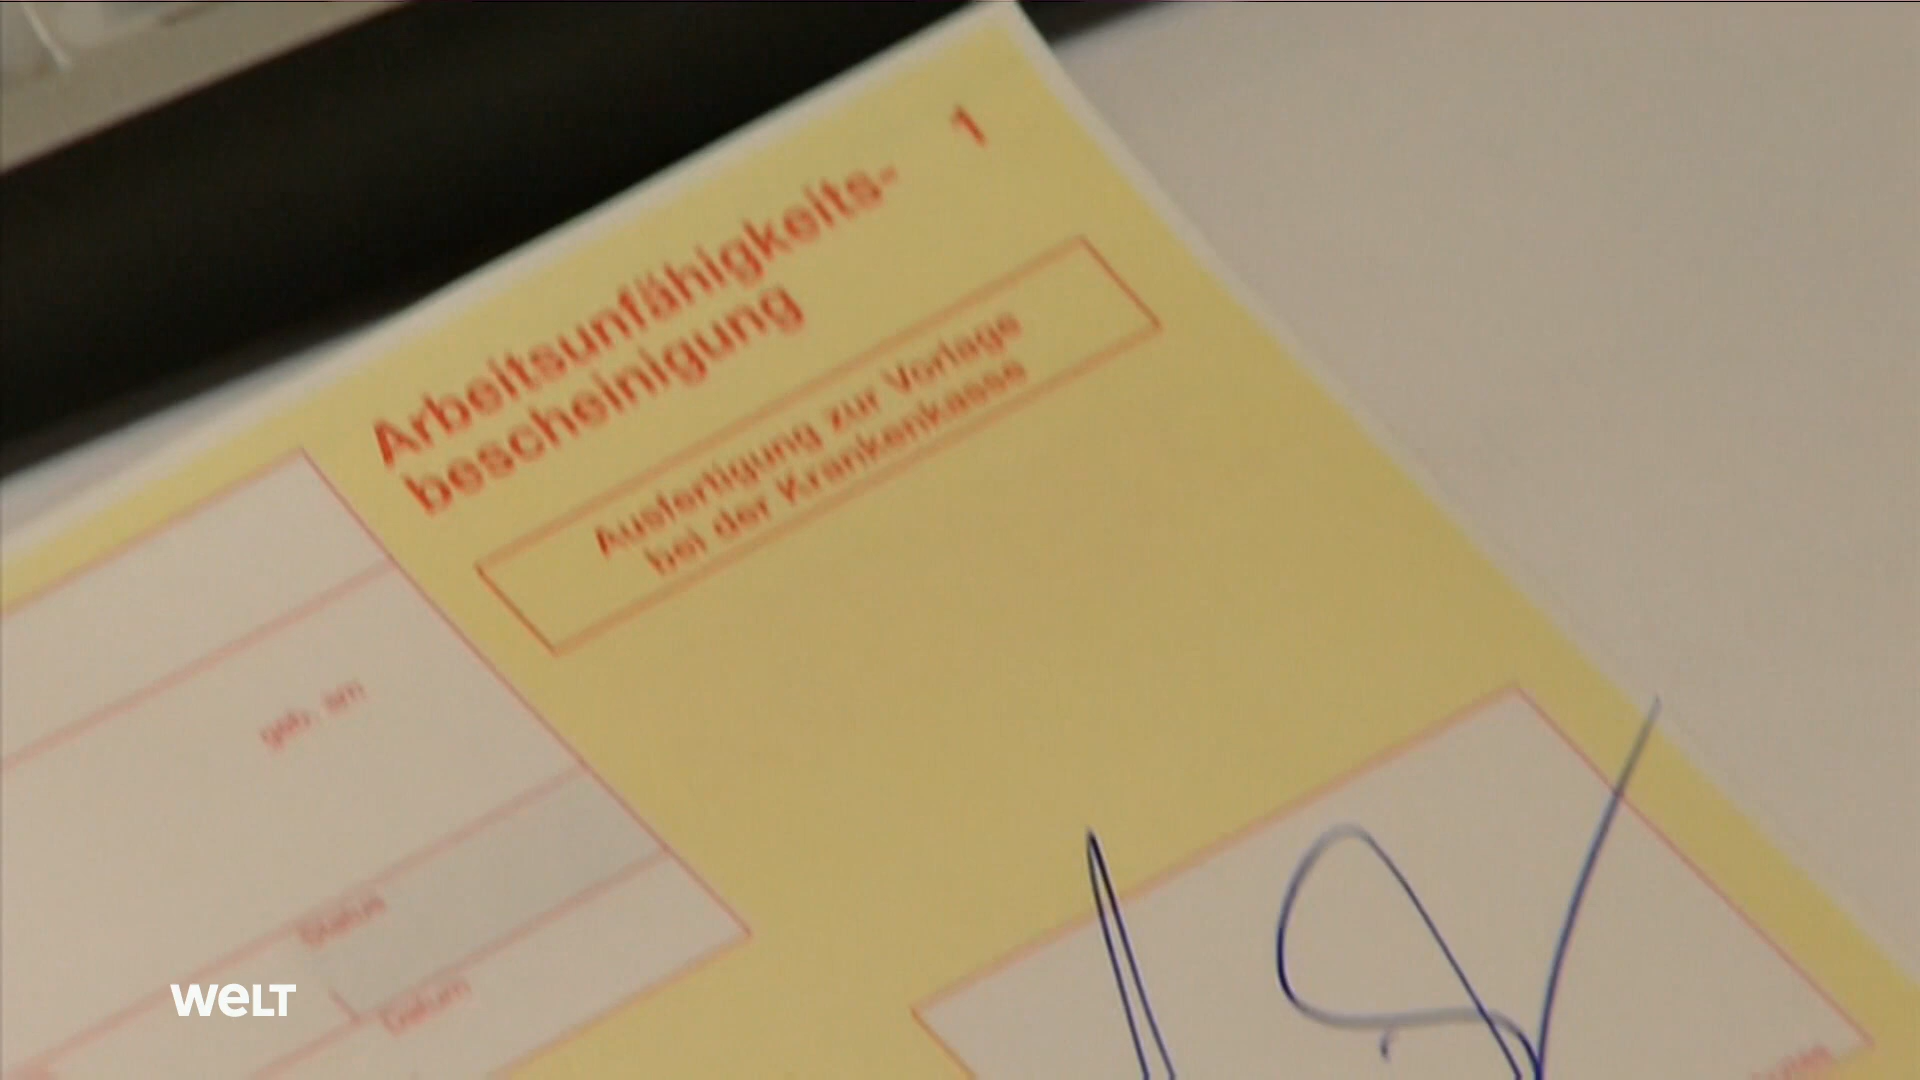 1
Arbeitsunfähigkeits-
bescheinigung
Ausfertigung zur Vorlage
bei der Krankenkasse
geb. am
Status
Datum
welt